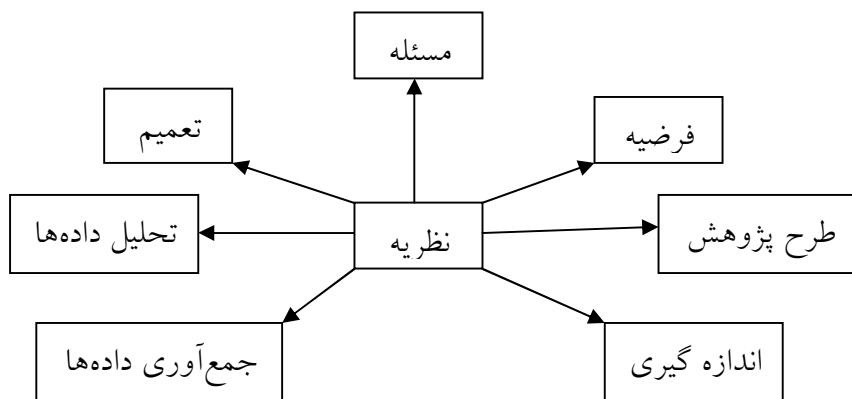 مسئله
فرضیه
تعمیم
طرح پژوهش
نظریه
تحلیل داده‌ها
اندازه گیری
جمع‌آوری داده‌ها